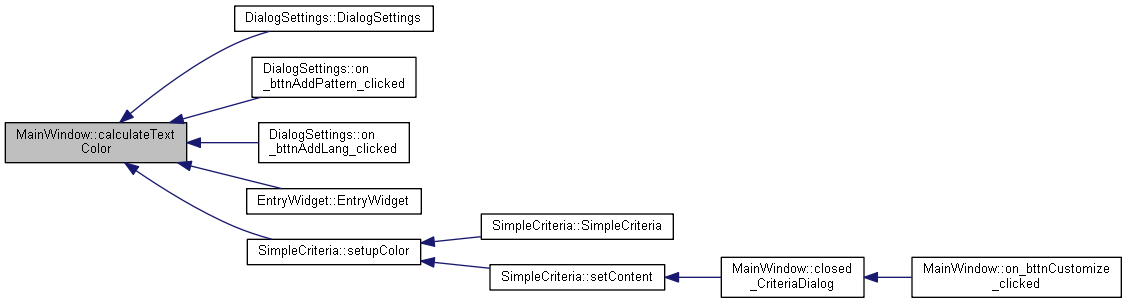 DialogSettings::DialogSettings
DialogSettings::on
_bttnAddPattern_clicked
MainWindow::calculateText
Color
DialogSettings::on
_bttnAddLang_clicked
EntryWidget::EntryWidget
SimpleCriteria::setupColor
SimpleCriteria::SimpleCriteria
SimpleCriteria::setContent
MainWindow::closed
_CriteriaDialog
MainWindow::on_bttnCustomize
_clicked